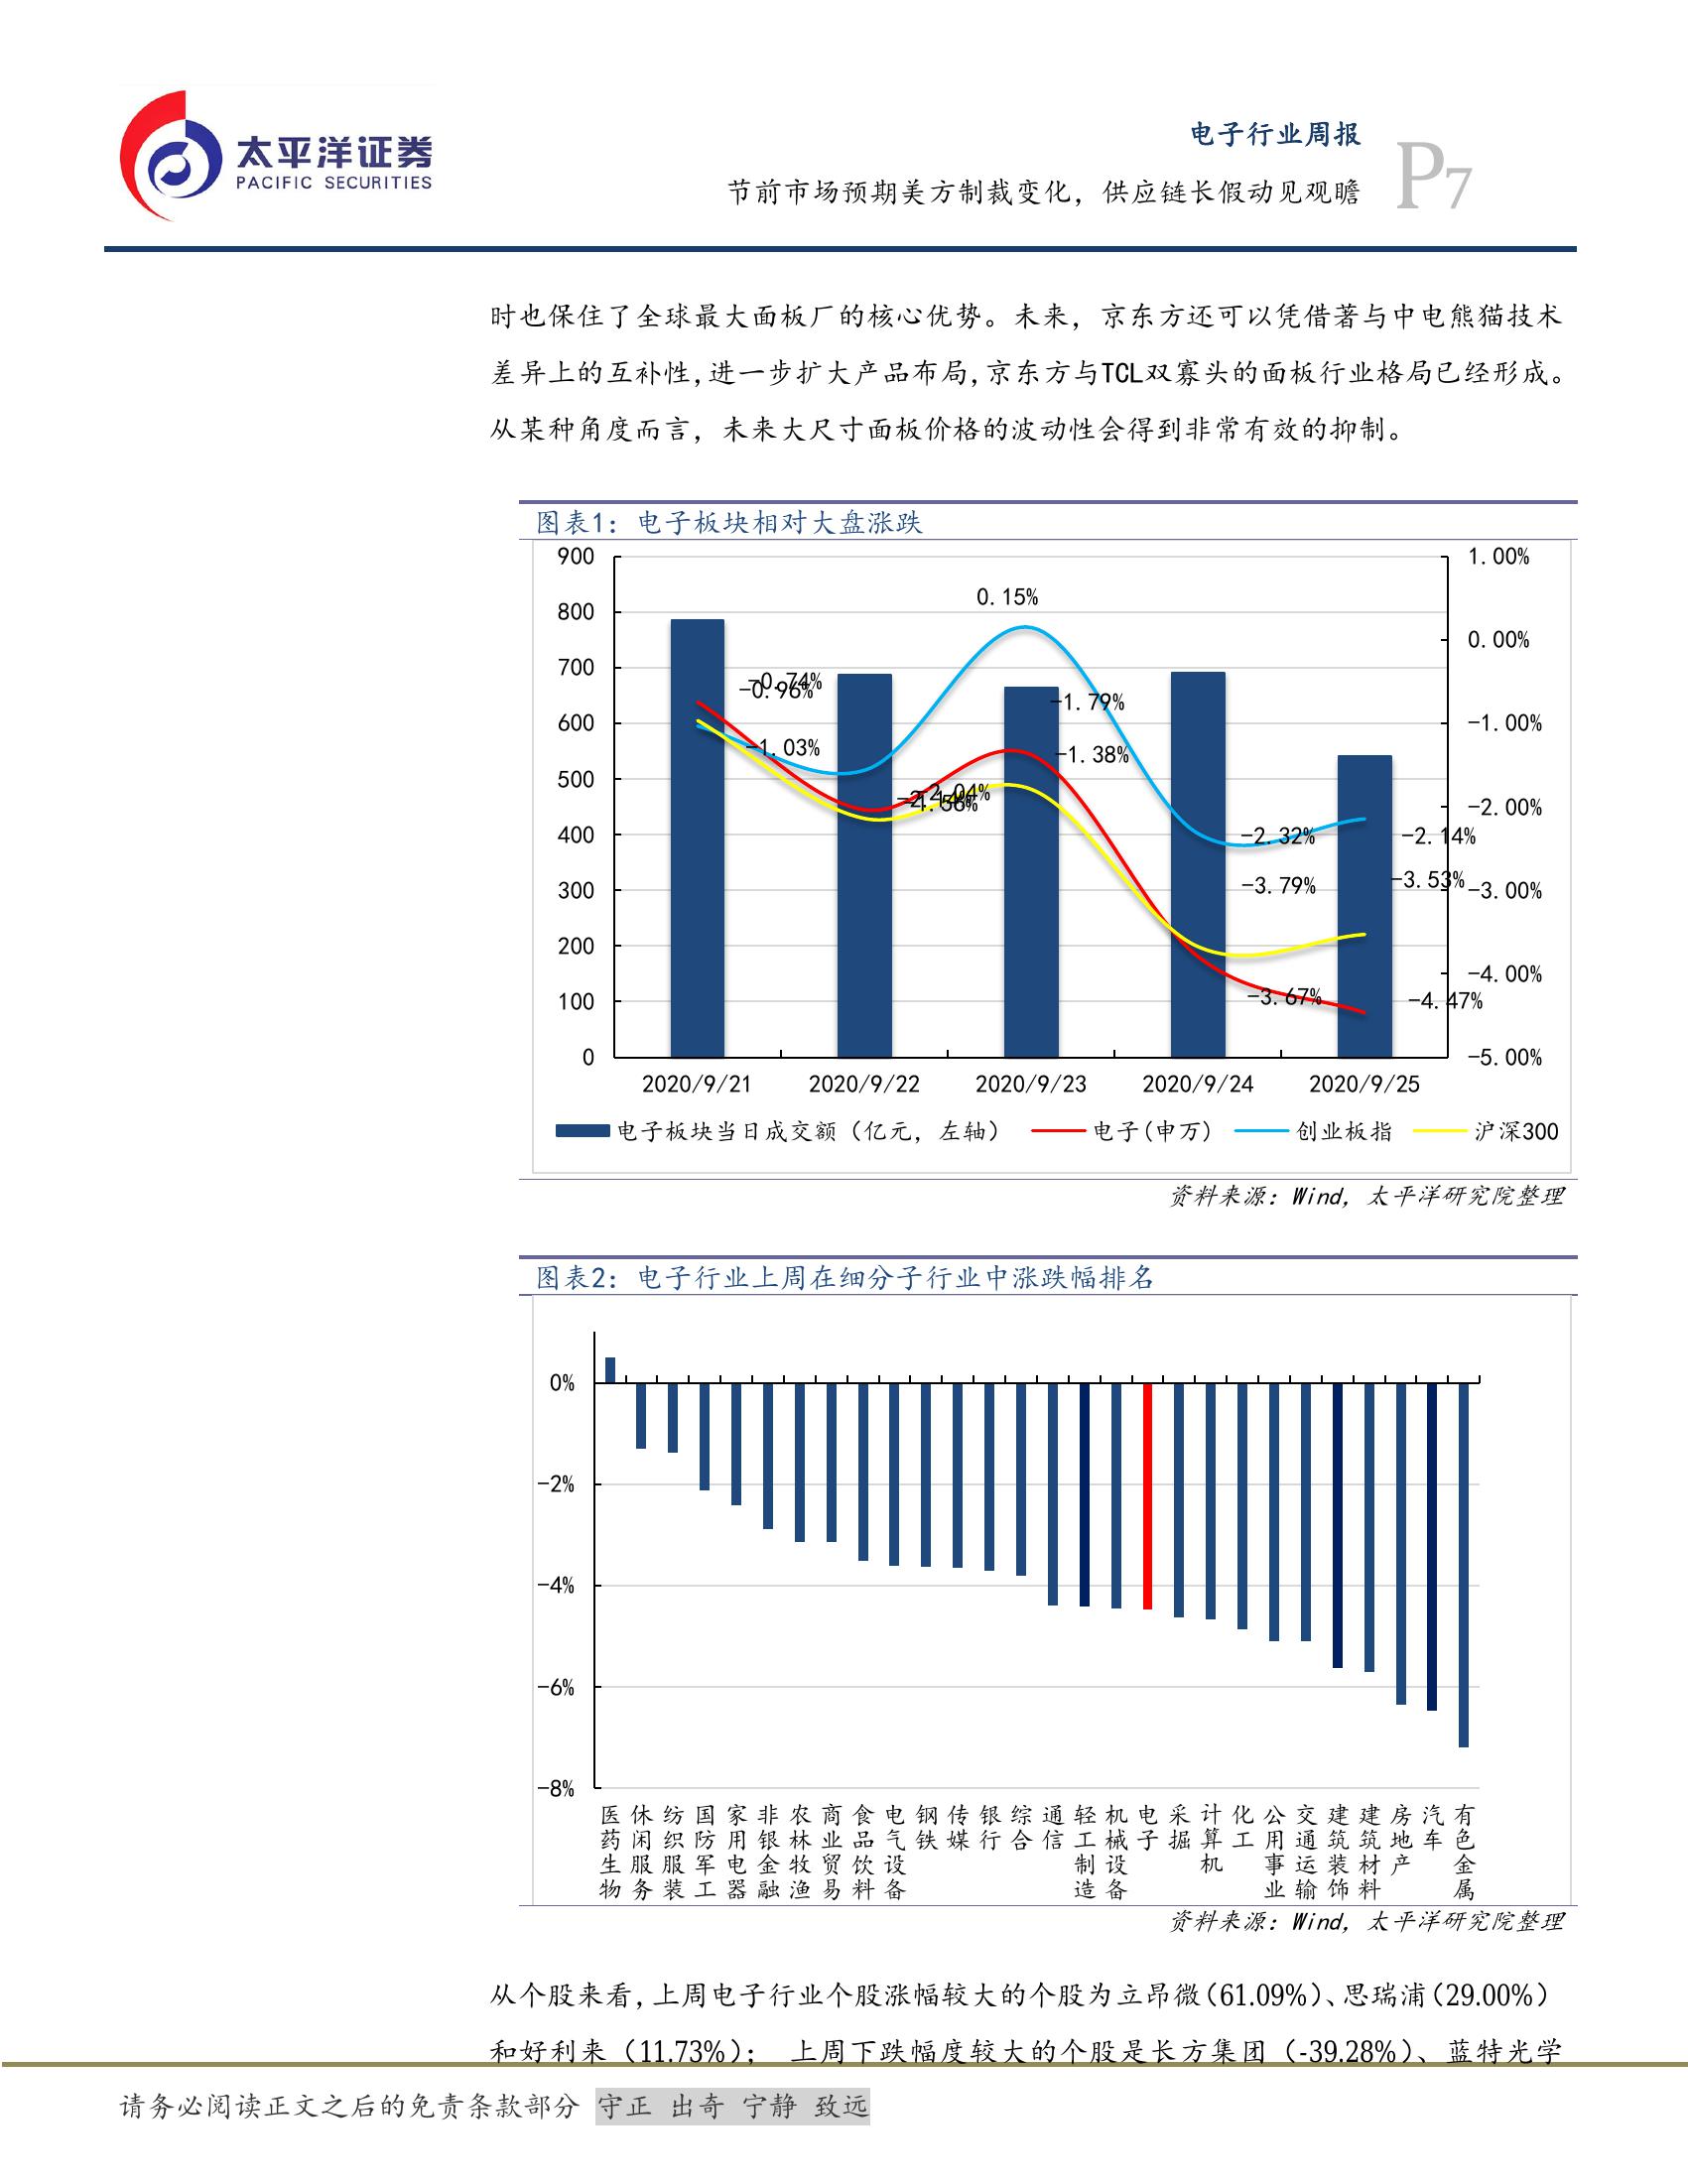 太平洋证券
PACIFIC SECURITIES
电子行业周报
节前市场预期美方制裁变化，供应链长假动见观瞻
P7
时也保住了全球最大面板厂的核心优势。未来，京东方还可以凭借著与中电熊猫技术
差异上的互补性,进一步扩大产品布局,京东方与TCL双寡头的面板行业格局已经形成。
从某种角度而言，未来大尺寸面板价格的波动性会得到非常有效的抑制。
图表1：电子板块相对大盘涨跌
900
800
700
600
500
400
300
200
100
0
1.00%
0.00%
-1.00%
-2.00%
-3.00%
-4.00%
-5.00%
0.15%
-0.74%
-0.96%
-1.03%
-1.79%
-1.38%
-2.04%
-2.14%
-1.56%
-2.32%
-3.79%
-3.67%
-2.14%
-3.53%
-4.47%
2020/9/21 2020/9/22 2020/9/23 2020/9/24 2020/9/25
电子板块当日成交额（亿元，左轴） 电子(申万) 创业板指 沪深300
资料来源：Wind，太平洋研究院整理
图表2：电子行业上周在细分子行业中涨跌幅排名
0%
-2%
-4%
-6%
-8%
医药生物 休闲服务 纺织服装 国防军工 家用电器 非银金融 农林牧渔 商业贸易 食品饮料 电气设备 钢铁 传媒 银行 综合 通信 轻工制造 机械设备 电子 采掘 计算机 化工 公用事业 交通运输 建筑装饰 建筑材料 房地产 汽车 有色金属
资料来源：Wind，太平洋研究院整理
从个股来看,上周电子行业个股涨幅较大的个股为立昂微（61.09%）、思瑞浦（29.00%）
和好利来（11.73%）； 上周下跌幅度较大的个股是长方集团（-39.28%）、蓝特光学
请务必阅读正文之后的免责条款部分 守正 出奇 宁静 致远